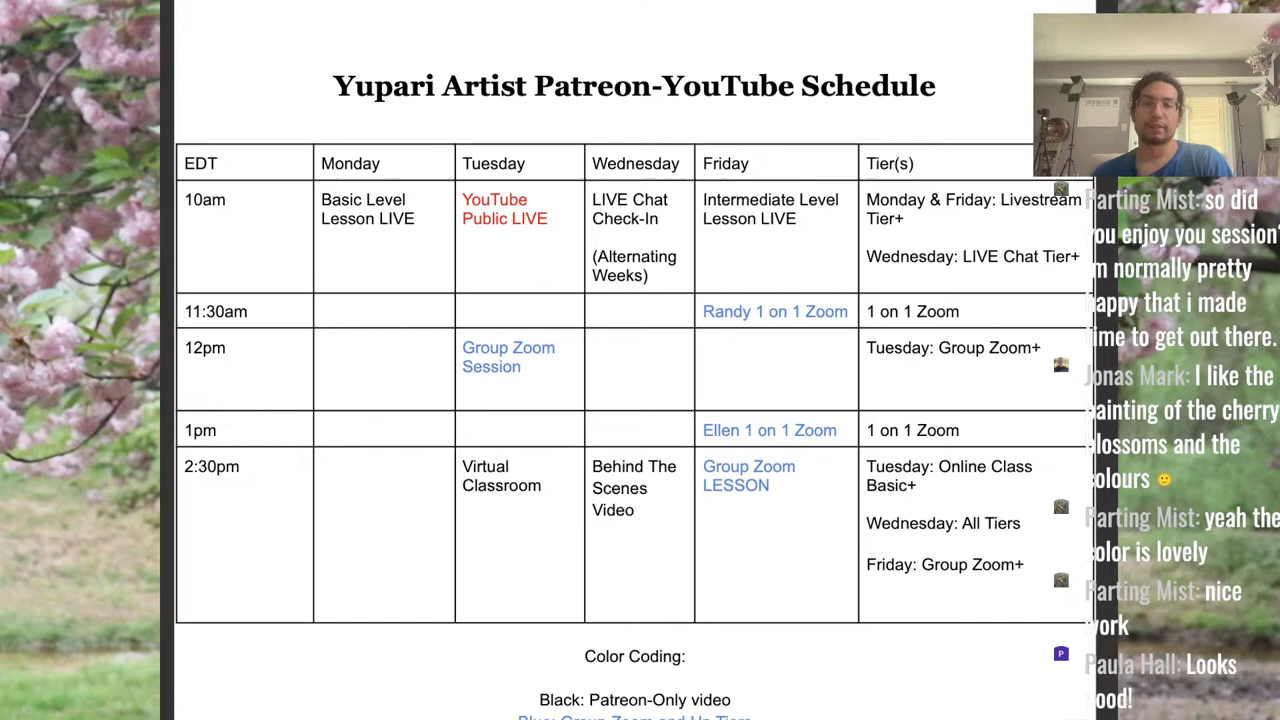 Yupari Artist Patreon-YouTube Schedule
EDT Monday Tuesday Wednesday Friday Tier(s)
10am
Basic Level
Lesson LIVE
YouTube
Public LIVE
LIVE Chat
Check-In
(Alternating
Weeks)
Intermediate Level
Lesson LIVE
Monday & Friday: Livestream
Tier+
Wednesday: LIVE Chat Tier+
11:30am
Randy 1 on 1 Zoom
1 on 1 Zoom
12pm
Group Zoom
Session
Tuesday: Group Zoom+
1pm
Ellen 1 on 1 Zoom
1 on 1 Zoom
2:30pm
Virtual
Classroom
Behind The
Scenes
Video
Group Zoom
LESSON
Tuesday: Online Class
Basic+
Wednesday: All Tiers
Friday: Group Zoom+
Color Coding:
Black: Patreon-Only video
Blue: Group Zoom and Up Tiers
Parting Mist: so did
you enjoy you session?
im normally pretty
happy that i made
time to get out there.
Jonas Mark: I like the
painting of the cherry
blossoms and the
colours 🙂
Parting Mist: yeah the
color is lovely
Parting Mist: nice
work
P
Paula Hall: Looks
good!